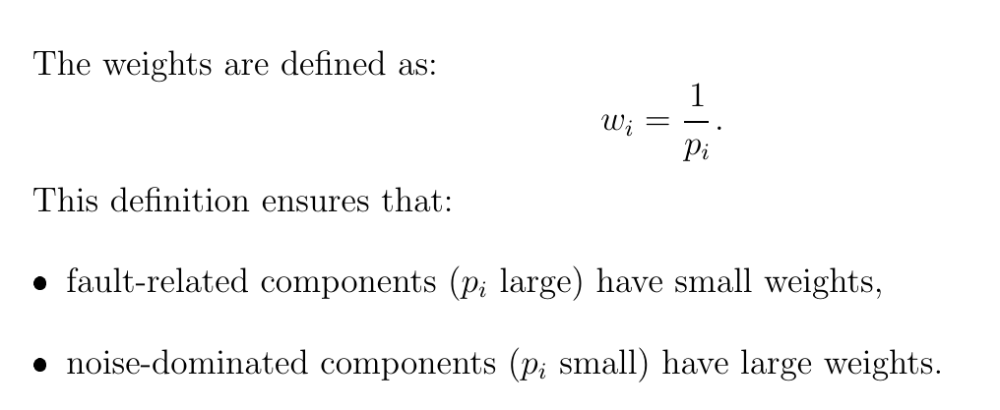 The weights are defined as:
w_i = \frac{1}{p_i}.
This definition ensures that:
• fault-related components (p_i large) have small weights,
• noise-dominated components (p_i small) have large weights.